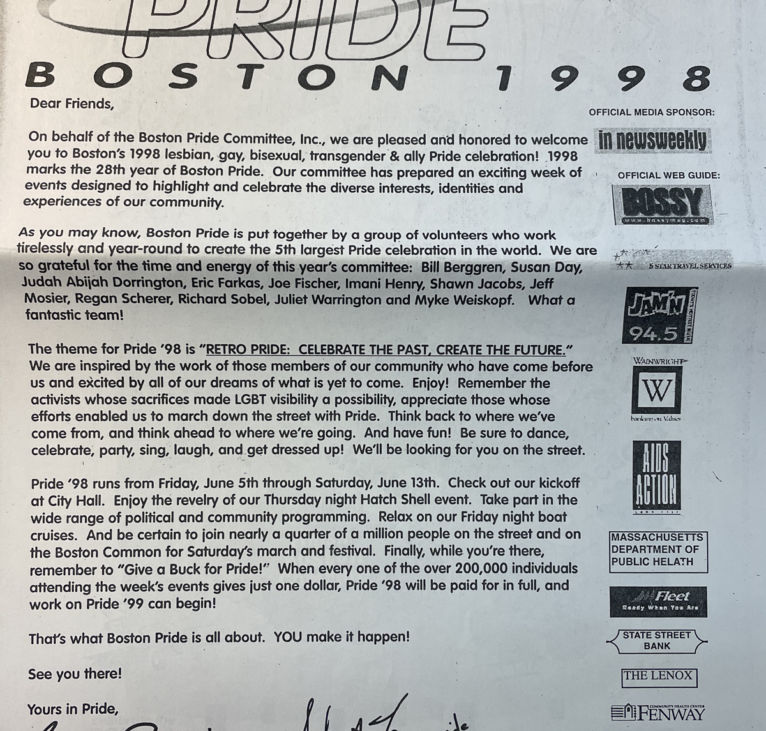 PRIDE
BOSTON 1998
Dear Friends,
On behalf of the Boston Pride Committee, Inc., we are pleased and honored to welcome
you to Boston's 1998 lesbian, gay, bisexual, transgender & ally Pride celebration! 1998
marks the 28th year of Boston Pride. Our committee has prepared an exciting week of
events designed to highlight and celebrate the diverse interests, identities and
experiences of our community.
As you may know, Boston Pride is put together by a group of volunteers who work
tirelessly and year-round to create the 5th largest Pride celebration in the world. We are
so grateful for the time and energy of this year's committee: Bill Berggren, Susan Day,
Judah Abijah Dorrington, Eric Farkas, Joe Fischer, Imani Henry, Shawn Jacobs, Jeff
Mosier, Regan Scherer, Richard Sobel, Juliet Warrington and Myke Weiskopf. What a
fantastic team!
The theme for Pride '98 is "RETRO PRIDE: CELEBRATE THE PAST, CREATE THE FUTURE."
We are inspired by the work of those members of our community who have come before
us and excited by all of our dreams of what is yet to come. Enjoy! Remember the
activists whose sacrifices made LGBT visibility a possibility, appreciate those whose
efforts enabled us to march down the street with Pride. Think back to where we've
come from, and think ahead to where we're going. And have fun! Be sure to dance,
celebrate, party, sing, laugh, and get dressed up! We'll be looking for you on the street.
Pride '98 runs from Friday, June 5th through Saturday, June 13th. Check out our kickoff
at City Hall. Enjoy the revelry of our Thursday night Hatch Shell event. Take part in the
wide range of political and community programming. Relax on our Friday night boat
cruises. And be certain to join nearly a quarter of a million people on the street and on
the Boston Common for Saturday's march and festival. Finally, while you're there,
remember to "Give a Buck for Pride!" When every one of the over 200,000 individuals
attending the week's events gives just one dollar, Pride '98 will be paid for in full, and
work on Pride '99 can begin!
That's what Boston Pride is all about. YOU make it happen!
See you there!
Yours in Pride,
OFFICIAL MEDIA SPONSOR:
in newsweekly
OFFICIAL WEB GUIDE:
BOSSY
www.bossymag.com
5 STAR TRAVEL SERVICES
JAM'N
94.5
WAINWRIGHT
W
bankers on Values
AIDS
ACTION
MASSACHUSETTS
DEPARTMENT OF
PUBLIC HELATH
Fleet
Ready When You Are
STATE STREET
BANK
THE LENOX
COMMUNITY HEALTH CENTER
FENWAY